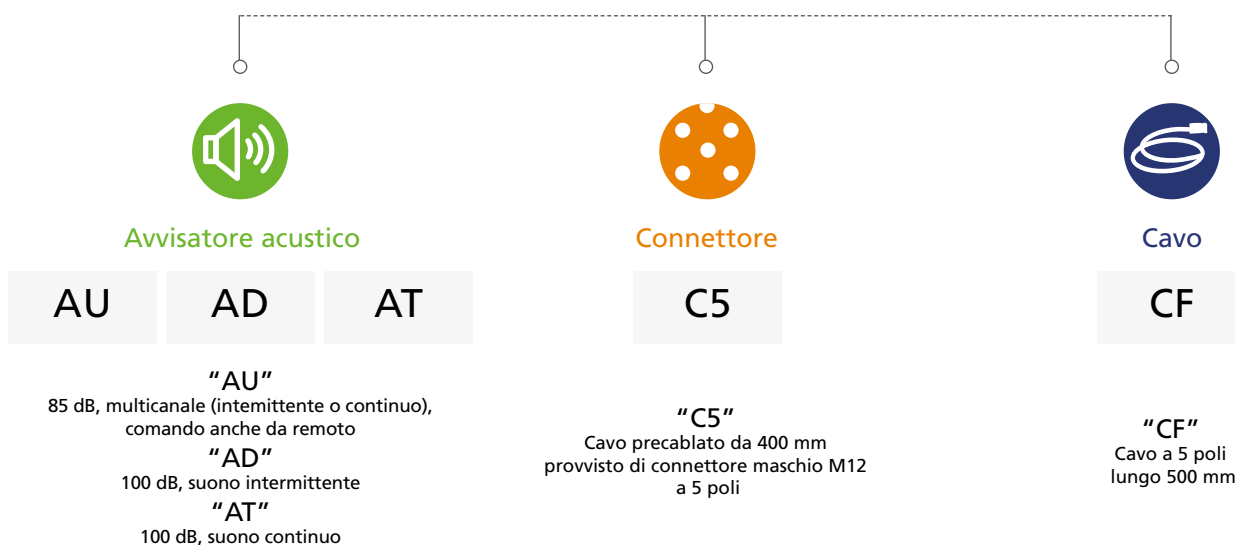 Avvisatore acustico
AU
AD
AT
“AU”
85 dB, multicanale (intemittente o continuo),
comando anche da remoto
“AD”
100 dB, suono intermittente
“AT”
100 dB, suono continuo
Connettore
C5
“C5”
Cavo precablato da 400 mm
provvisto di connettore maschio M12
a 5 poli
Cavo
CF
“CF”
Cavo a 5 poli
lungo 500 mm